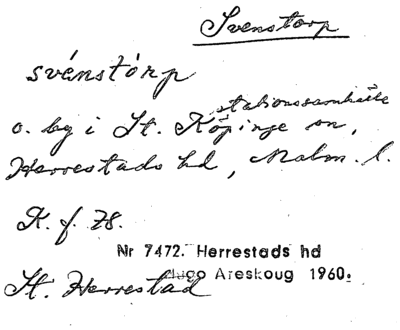 Svenstorp
svénstòrp
stationssamhälle
o. by i St. Köpinge sn,
Herrestads hd, Malm. l.
K. f. 78.
Nr 7472. Herrestads hd
Hugo Areskoug 1960.
St. Herrestad